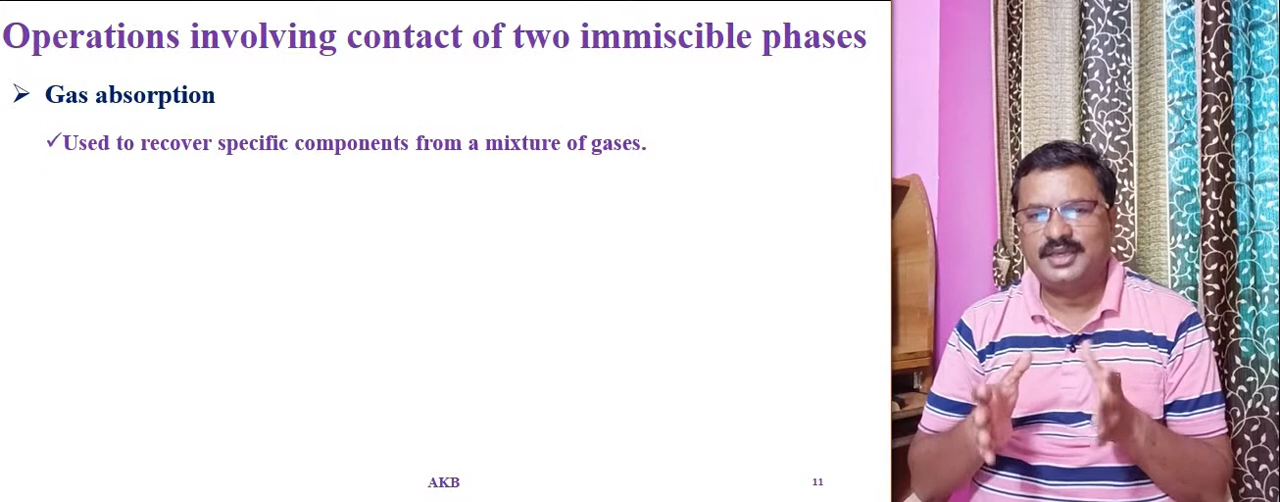 Operations involving contact of two immiscible phases
➢ Gas absorption
✓Used to recover specific components from a mixture of gases.
AKB
11